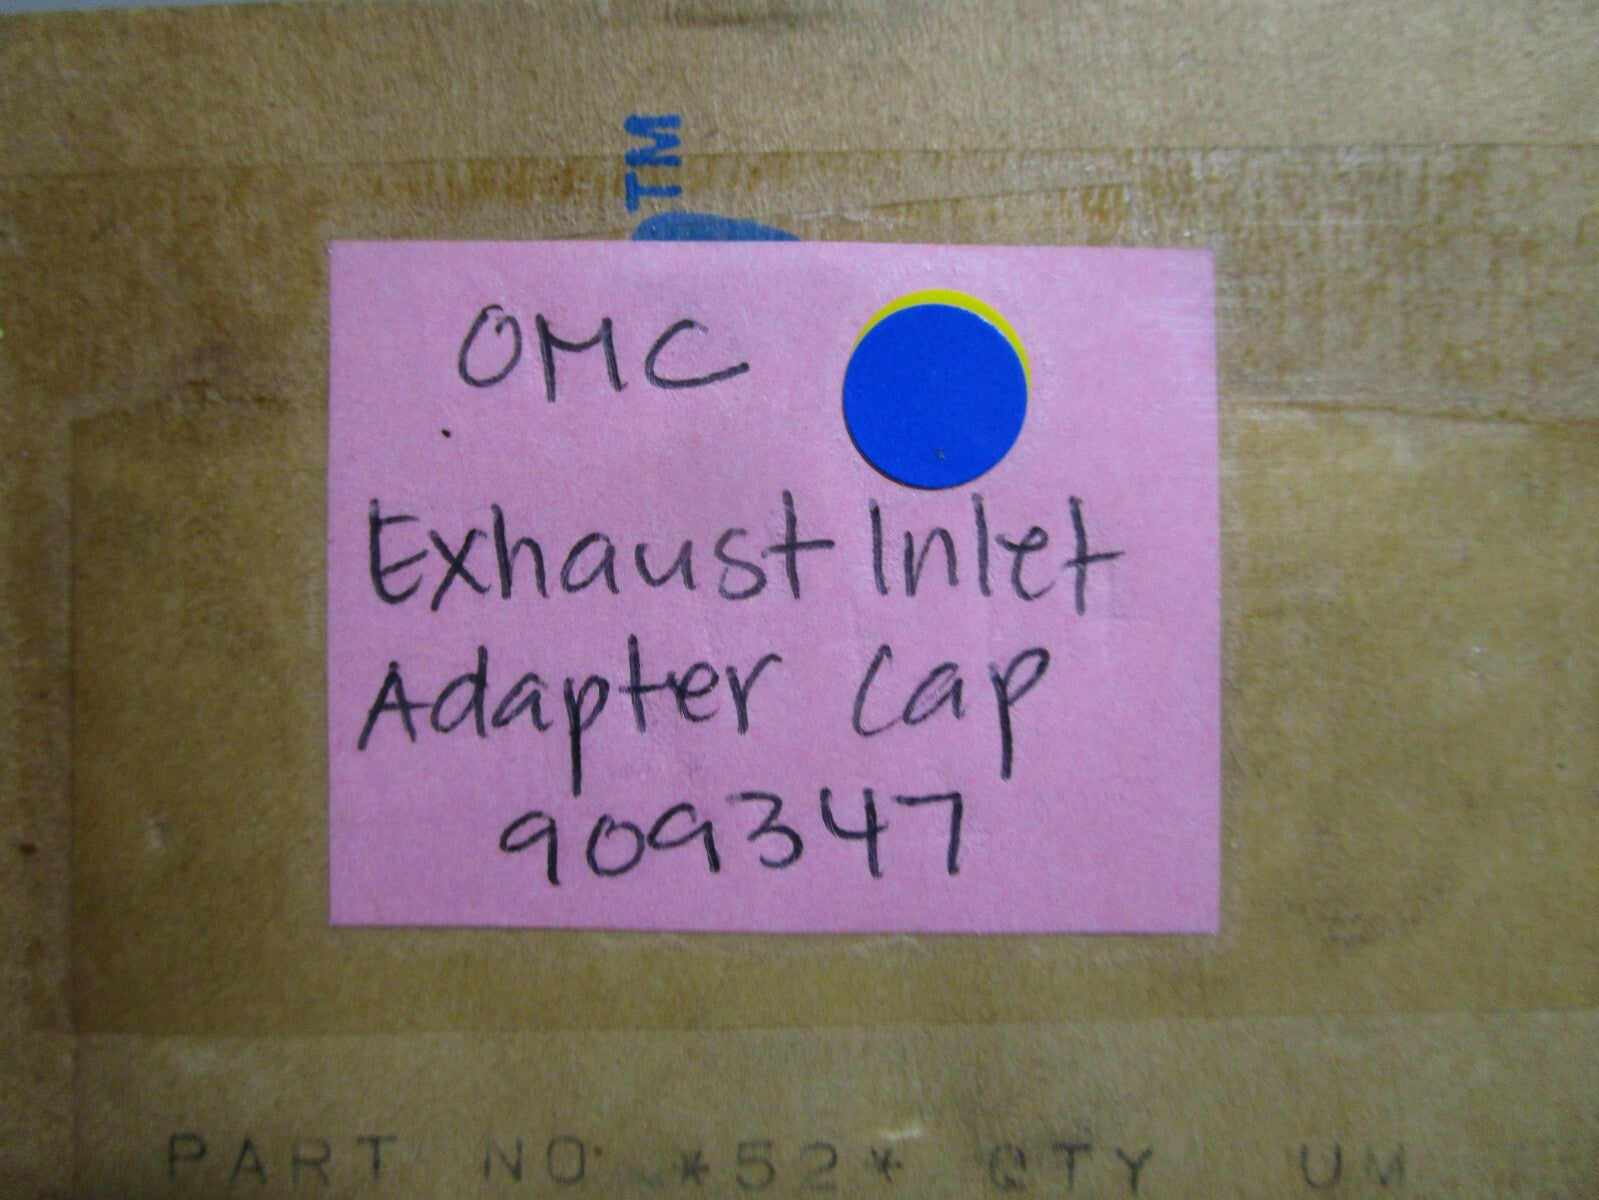 TM
OMC
Exhaust Inlet
Adapter Cap
909347
PART NO *52* QTY UM